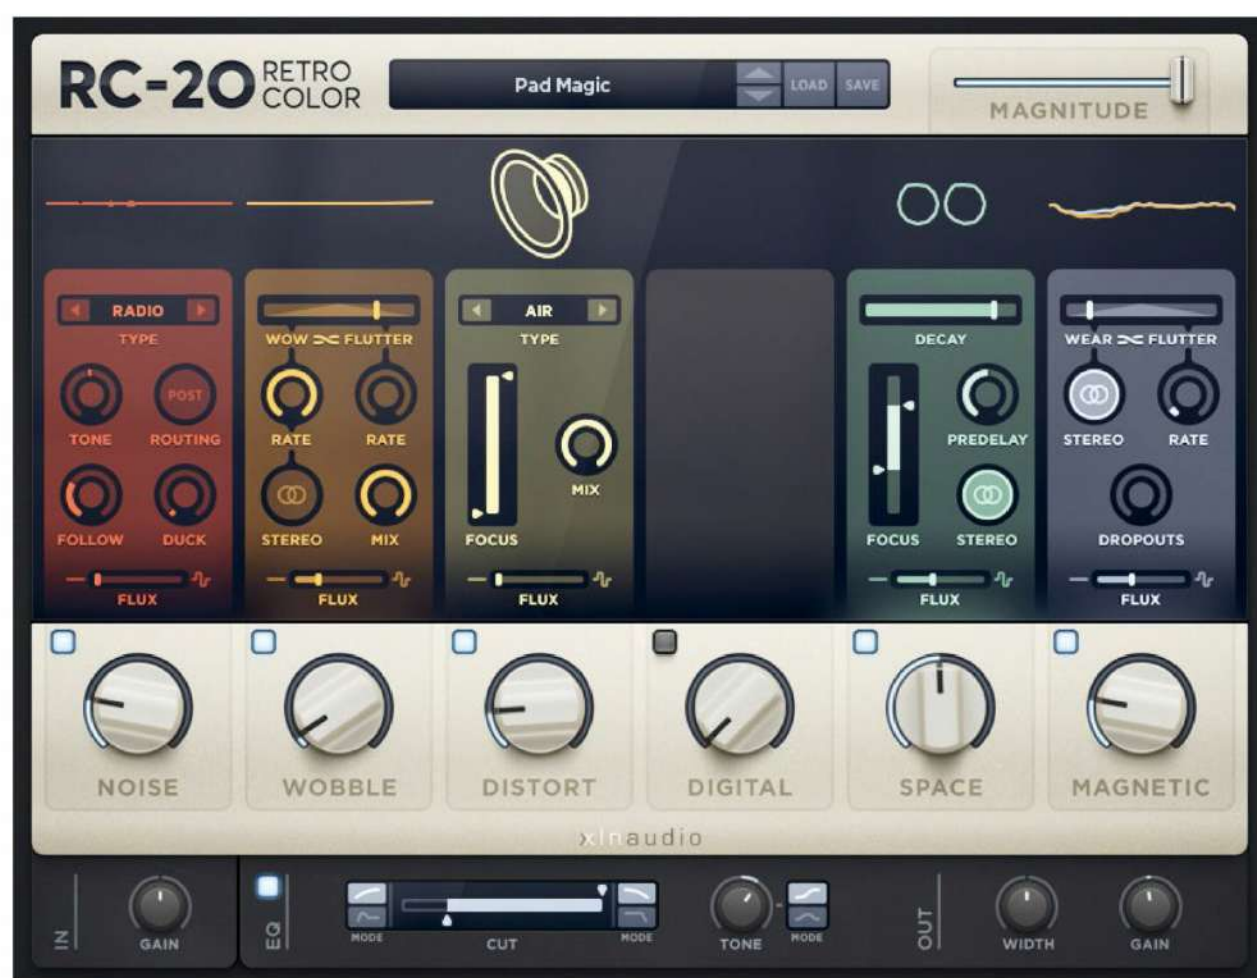 RC-20 RETRO COLOR
Pad Magic
LOAD SAVE
MAGNITUDE
RADIO
TYPE
TONE
POST
ROUTING
FOLLOW DUCK
FLUX
WOW FLUTTER
RATE RATE
STEREO MIX
FLUX
AIR
TYPE
MIX
FOCUS
FLUX
DECAY
PREDELAY
FOCUS STEREO
FLUX
WEAR FLUTTER
STEREO RATE
DROPOUTS
FLUX
NOISE WOBBLE DISTORT DIGITAL SPACE MAGNETIC
xlnaudio
IN
GAIN
EQ
MODE
CUT
MODE
TONE
MODE
OUT
WIDTH
GAIN